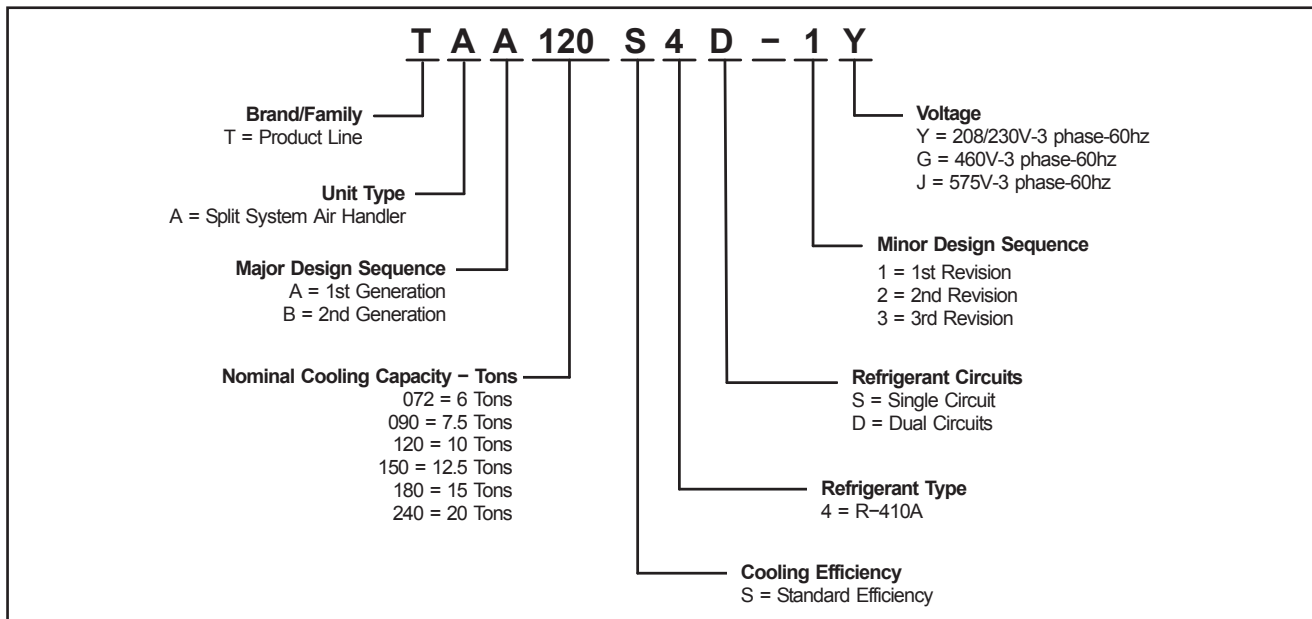 T A A 120 S 4 D − 1 Y
Brand/Family
T = Product Line
Unit Type
A = Split System Air Handler
Major Design Sequence
A = 1st Generation
B = 2nd Generation
Nominal Cooling Capacity − Tons
072 = 6 Tons
090 = 7.5 Tons
120 = 10 Tons
150 = 12.5 Tons
180 = 15 Tons
240 = 20 Tons
Voltage
Y = 208/230V-3 phase-60hz
G = 460V-3 phase-60hz
J = 575V-3 phase-60hz
Minor Design Sequence
1 = 1st Revision
2 = 2nd Revision
3 = 3rd Revision
Refrigerant Circuits
S = Single Circuit
D = Dual Circuits
Refrigerant Type
4 = R−410A
Cooling Efficiency
S = Standard Efficiency